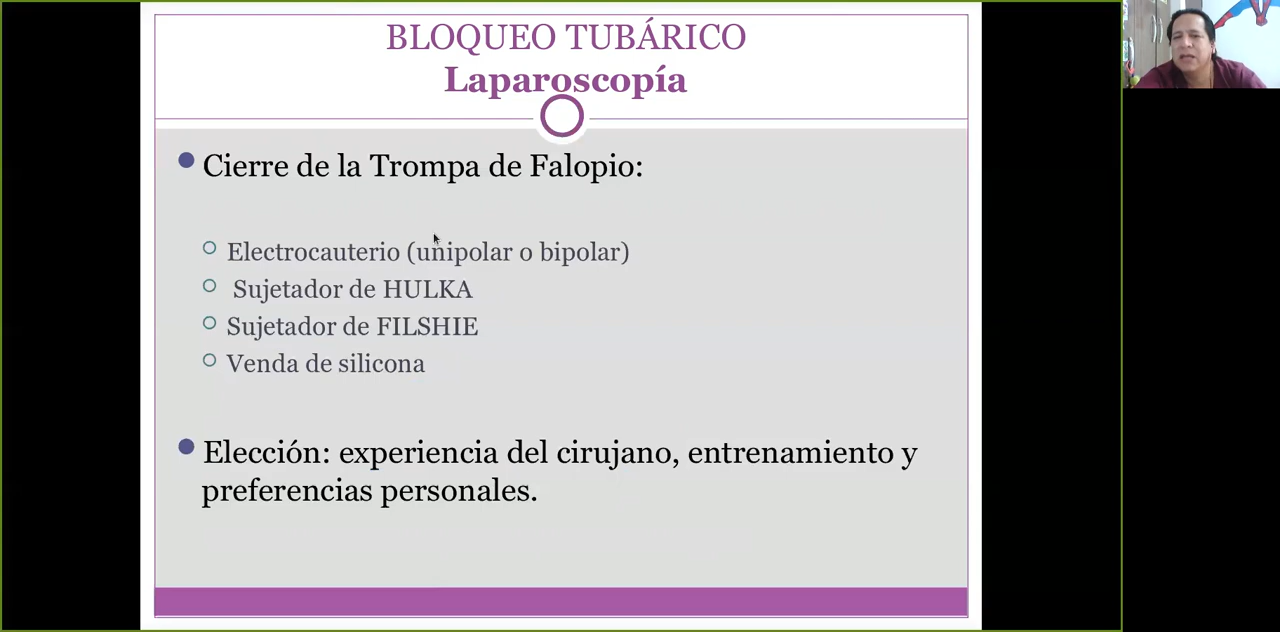 BLOQUEO TUBÁRICO
Laparoscopía
Cierre de la Trompa de Falopio:
Electrocauterio (unipolar o bipolar)
Sujetador de HULKA
Sujetador de FILSHIE
Venda de silicona
Elección: experiencia del cirujano, entrenamiento y
preferencias personales.